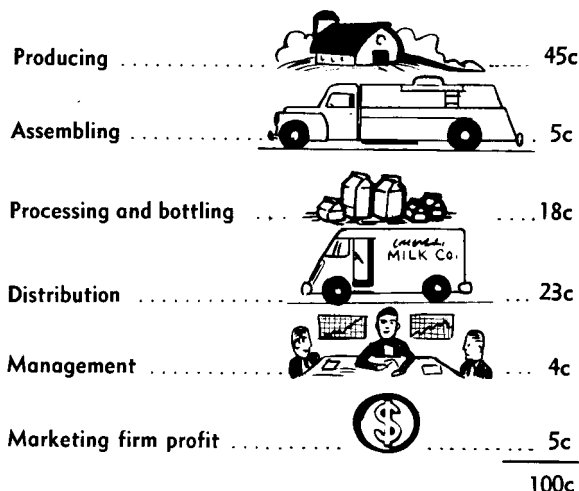 Producing ............ 45c
Assembling ............ 5c
Processing and bottling ...... 18c
MILK Co.
Distribution ............ 23c
Management ............ 4c
$
Marketing firm profit ............ 5c
100c